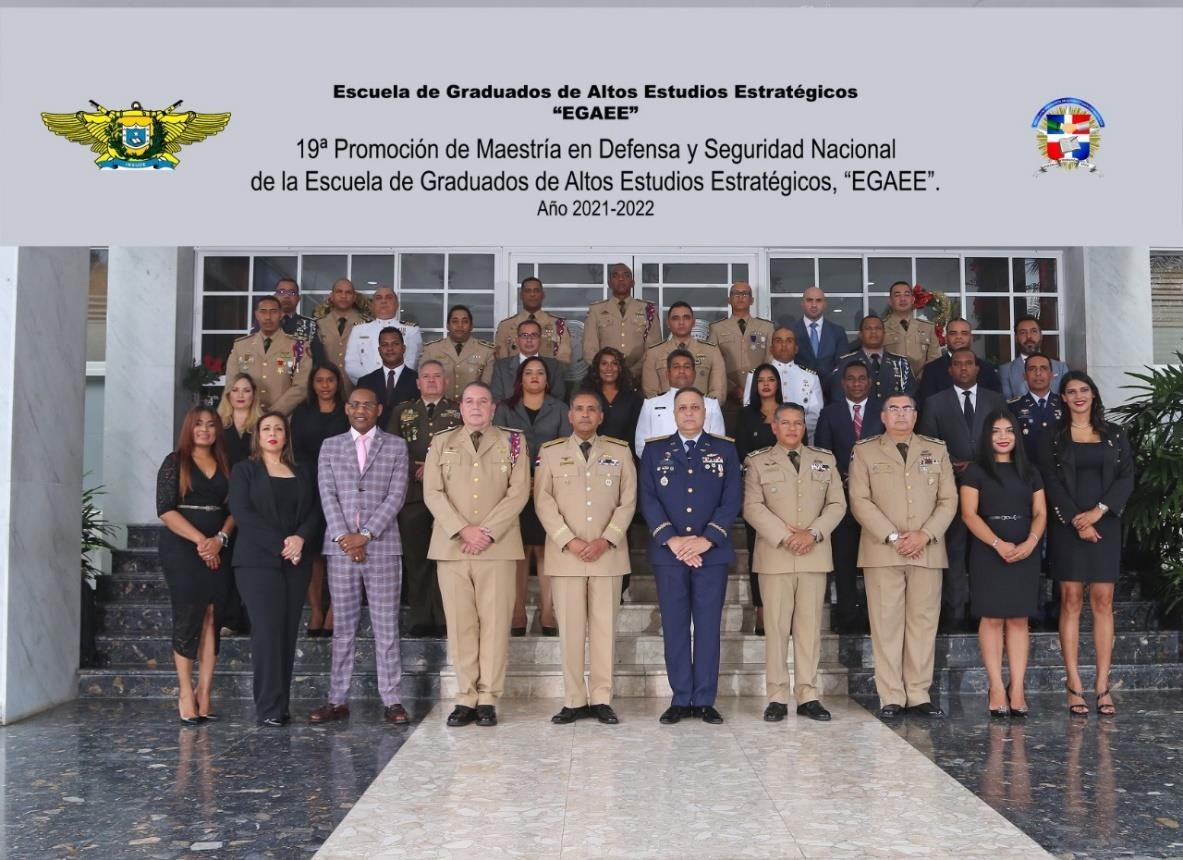 Escuela de Graduados de Altos Estudios Estratégicos
“EGAEE”
19ª Promoción de Maestría en Defensa y Seguridad Nacional
de la Escuela de Graduados de Altos Estudios Estratégicos, “EGAEE”.
Año 2021-2022